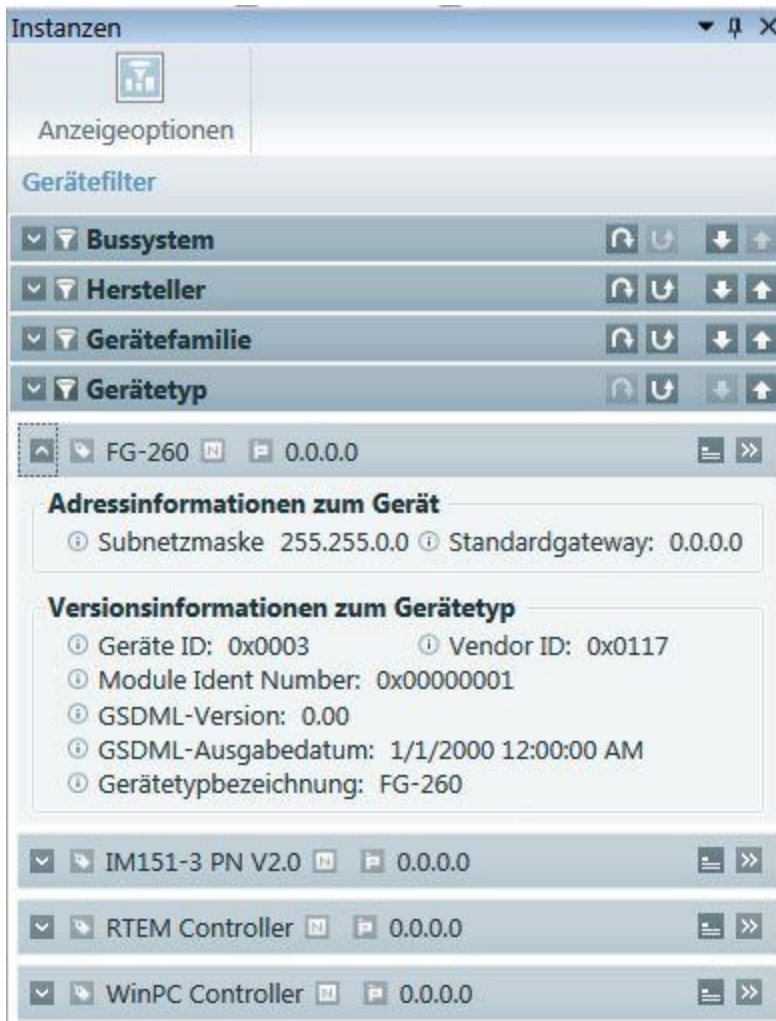 Instanzen
Anzeigeoptionen
Gerätefilter
Bussystem
Hersteller
Gerätefamilie
Gerätetyp
FG-260 N IP 0.0.0.0
Adressinformationen zum Gerät
Subnetzmaske 255.255.0.0 Standardgateway: 0.0.0.0
Versionsinformationen zum Gerätetyp
Geräte ID: 0x0003 Vendor ID: 0x0117
Module Ident Number: 0x00000001
GSDML-Version: 0.00
GSDML-Ausgabedatum: 1/1/2000 12:00:00 AM
Gerätetypbezeichnung: FG-260
IM151-3 PN V2.0 N IP 0.0.0.0
RTEM Controller N IP 0.0.0.0
WinPC Controller N IP 0.0.0.0